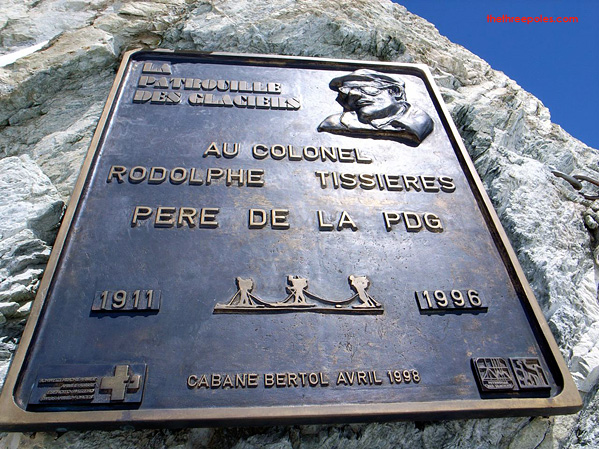 LA
PATROUILLE
DES GLACIERS
AU COLONEL
RODOLPHE TISSIERES
PERE DE LA PDG
1911
1996
CABANE BERTOL AVRIL 1998